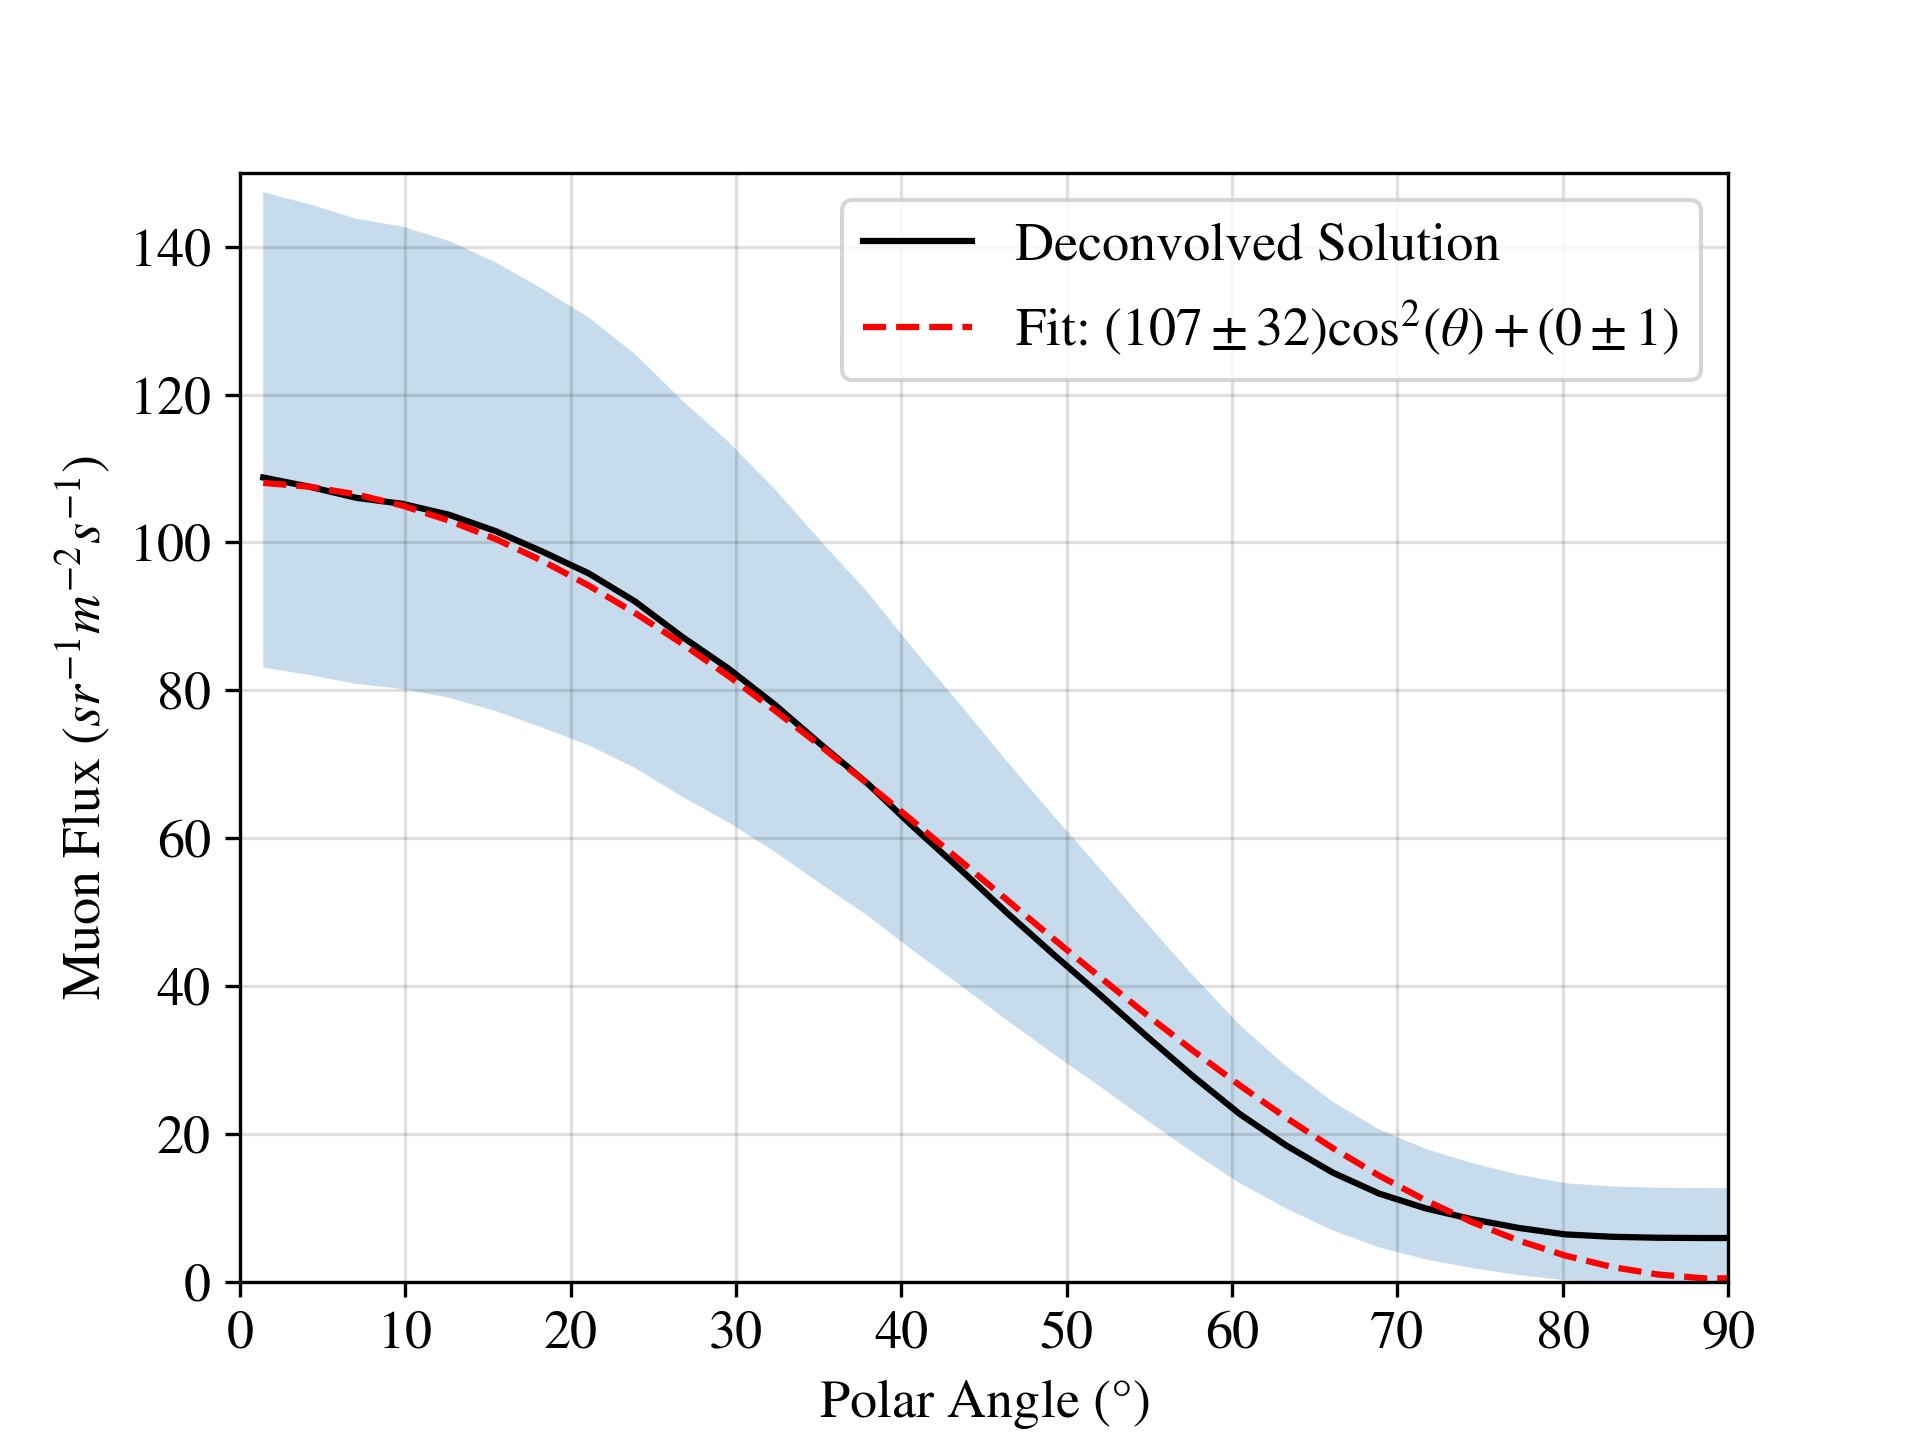 Deconvolved Solution
Fit: (107 ± 32)cos²(θ) + (0 ± 1)
Muon Flux (sr⁻¹m⁻²s⁻¹)
140
120
100
80
60
40
20
0
0 10 20 30 40 50 60 70 80 90
Polar Angle (°)